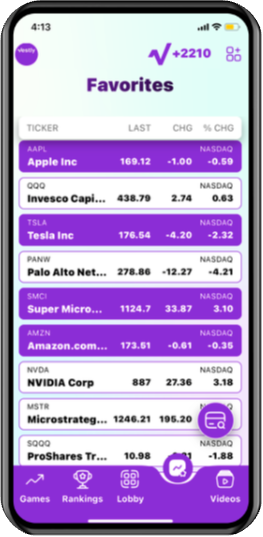 4:13
vestly
+2210
Favorites
TICKER LAST CHG % CHG
AAPL NASDAQ
Apple Inc 169.12 -1.00 -0.59
QQQ NASDAQ
Invesco Capi... 438.79 2.74 0.63
TSLA NASDAQ
Tesla Inc 176.54 -4.20 -2.32
PANW NASDAQ
Palo Alto Net... 278.86 -12.27 -4.21
SMCI NASDAQ
Super Micro... 1124.7 33.87 3.10
AMZN NASDAQ
Amazon.com... 173.51 -0.61 -0.35
NVDA NASDAQ
NVIDIA Corp 887 27.36 3.18
MSTR
Microstrateg... 1246.21 195.20
SQQQ NASDAQ
ProShares Tr... 10.98 -1.88
Games Rankings Lobby Videos